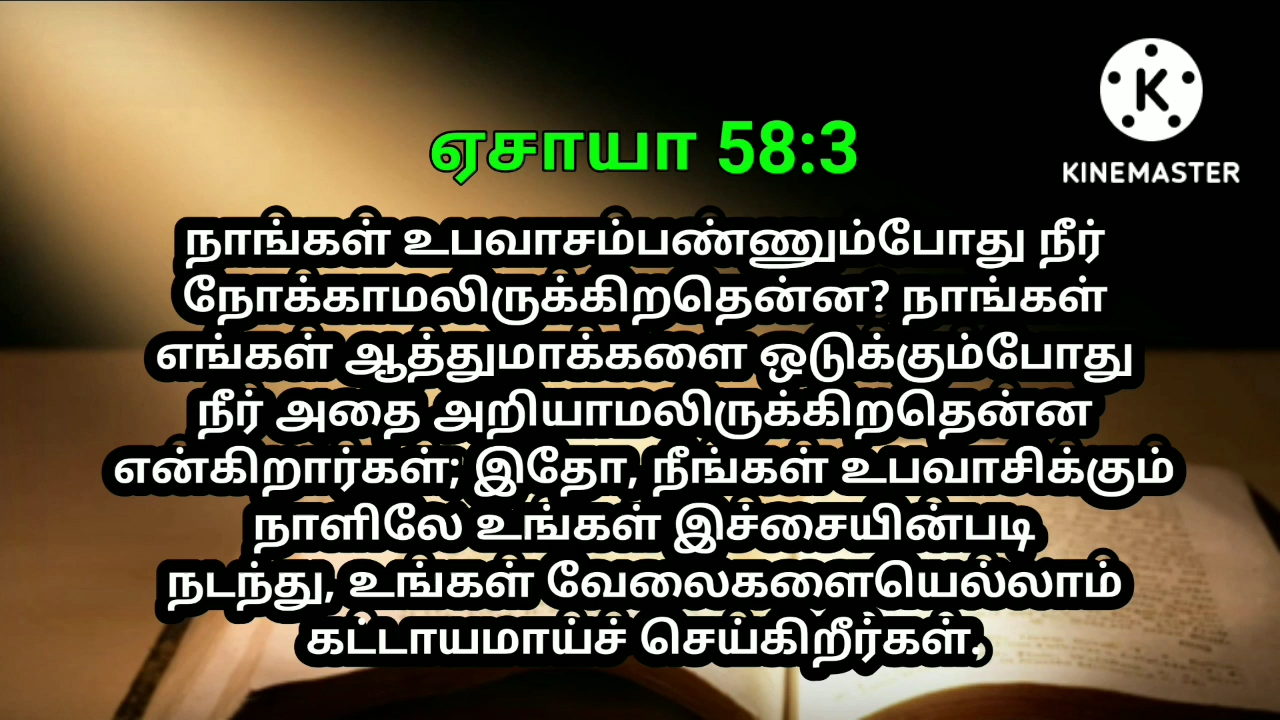 ஏசாயா 58:3
K
KINEMASTER
நாங்கள் உபவாசம்பண்ணும்போது நீர்
நோக்காமலிருக்கிறதென்ன? நாங்கள்
எங்கள் ஆத்துமாக்களை ஒடுக்கும்போது
நீர் அதை அறியாமலிருக்கிறதென்ன
என்கிறார்கள்; இதோ, நீங்கள் உபவாசிக்கும்
நாளிலே உங்கள் இச்சையின்படி
நடந்து, உங்கள் வேலைகளையெல்லாம்
கட்டாயமாய்ச் செய்கிறீர்கள்.